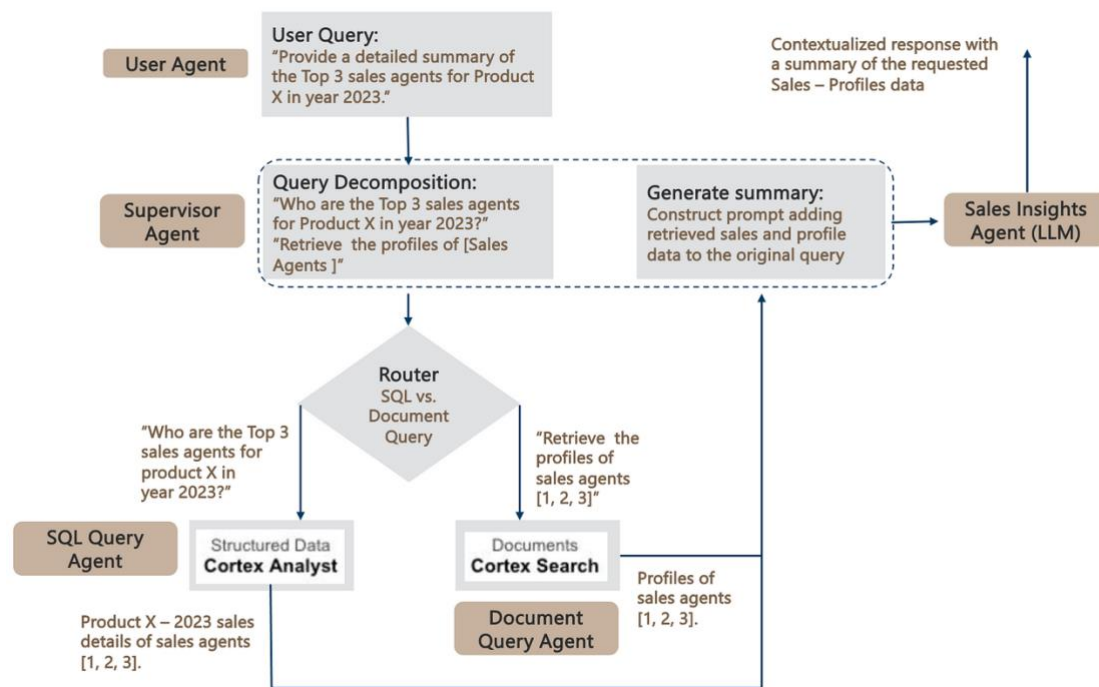 User Agent
User Query:
“Provide a detailed summary of
the Top 3 sales agents for Product
X in year 2023.”
Contextualized response with
a summary of the requested
Sales – Profiles data
Supervisor
Agent
Query Decomposition:
“Who are the Top 3 sales agents
for Product X in year 2023?”
“Retrieve the profiles of [Sales
Agents ]”
Generate summary:
Construct prompt adding
retrieved sales and profile
data to the original query
Sales Insights
Agent (LLM)
Router
SQL vs.
Document
Query
“Who are the Top 3
sales agents for
product X in
year 2023?”
“Retrieve the
profiles of
sales agents
[1, 2, 3]”
SQL Query
Agent
Structured Data
Cortex Analyst
Documents
Cortex Search
Product X – 2023 sales
details of sales agents
[1, 2, 3].
Document
Query Agent
Profiles of
sales agents
[1, 2, 3].